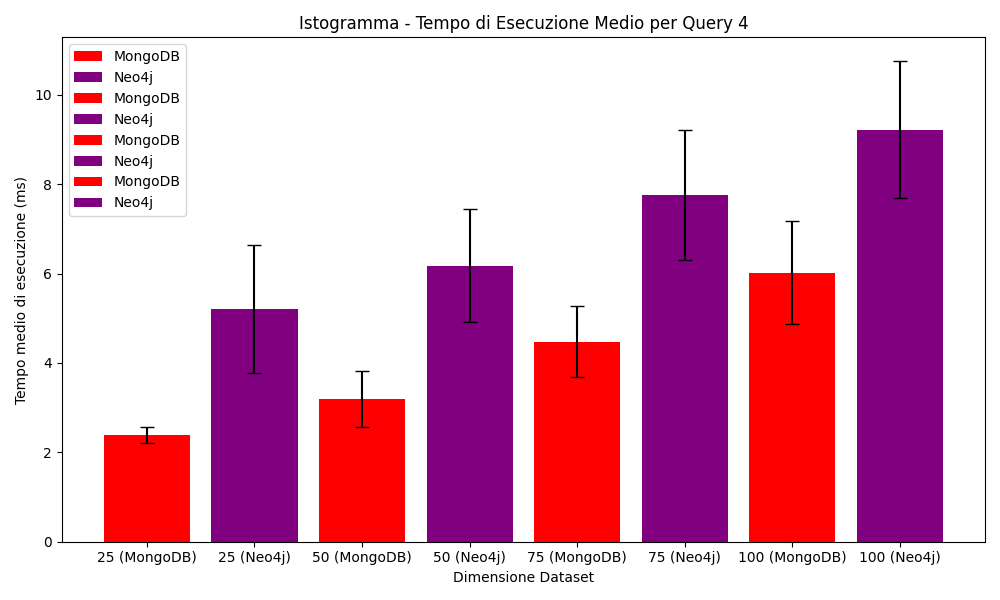 Istogramma - Tempo di Esecuzione Medio per Query 4
MongoDB
Neo4j
MongoDB
Neo4j
MongoDB
Neo4j
MongoDB
Neo4j
Tempo medio di esecuzione (ms)
10
8
6
4
2
0
25 (MongoDB) 25 (Neo4j) 50 (MongoDB) 50 (Neo4j) 75 (MongoDB) 75 (Neo4j) 100 (MongoDB) 100 (Neo4j)
Dimensione Dataset